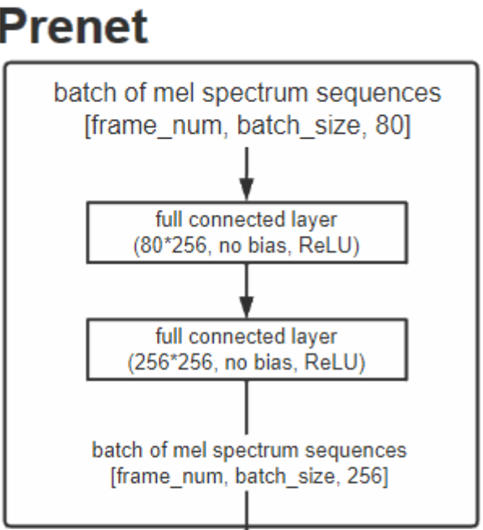 Prenet
batch of mel spectrum sequences
[frame_num, batch_size, 80]
full connected layer
(80*256, no bias, ReLU)
full connected layer
(256*256, no bias, ReLU)
batch of mel spectrum sequences
[frame_num, batch_size, 256]